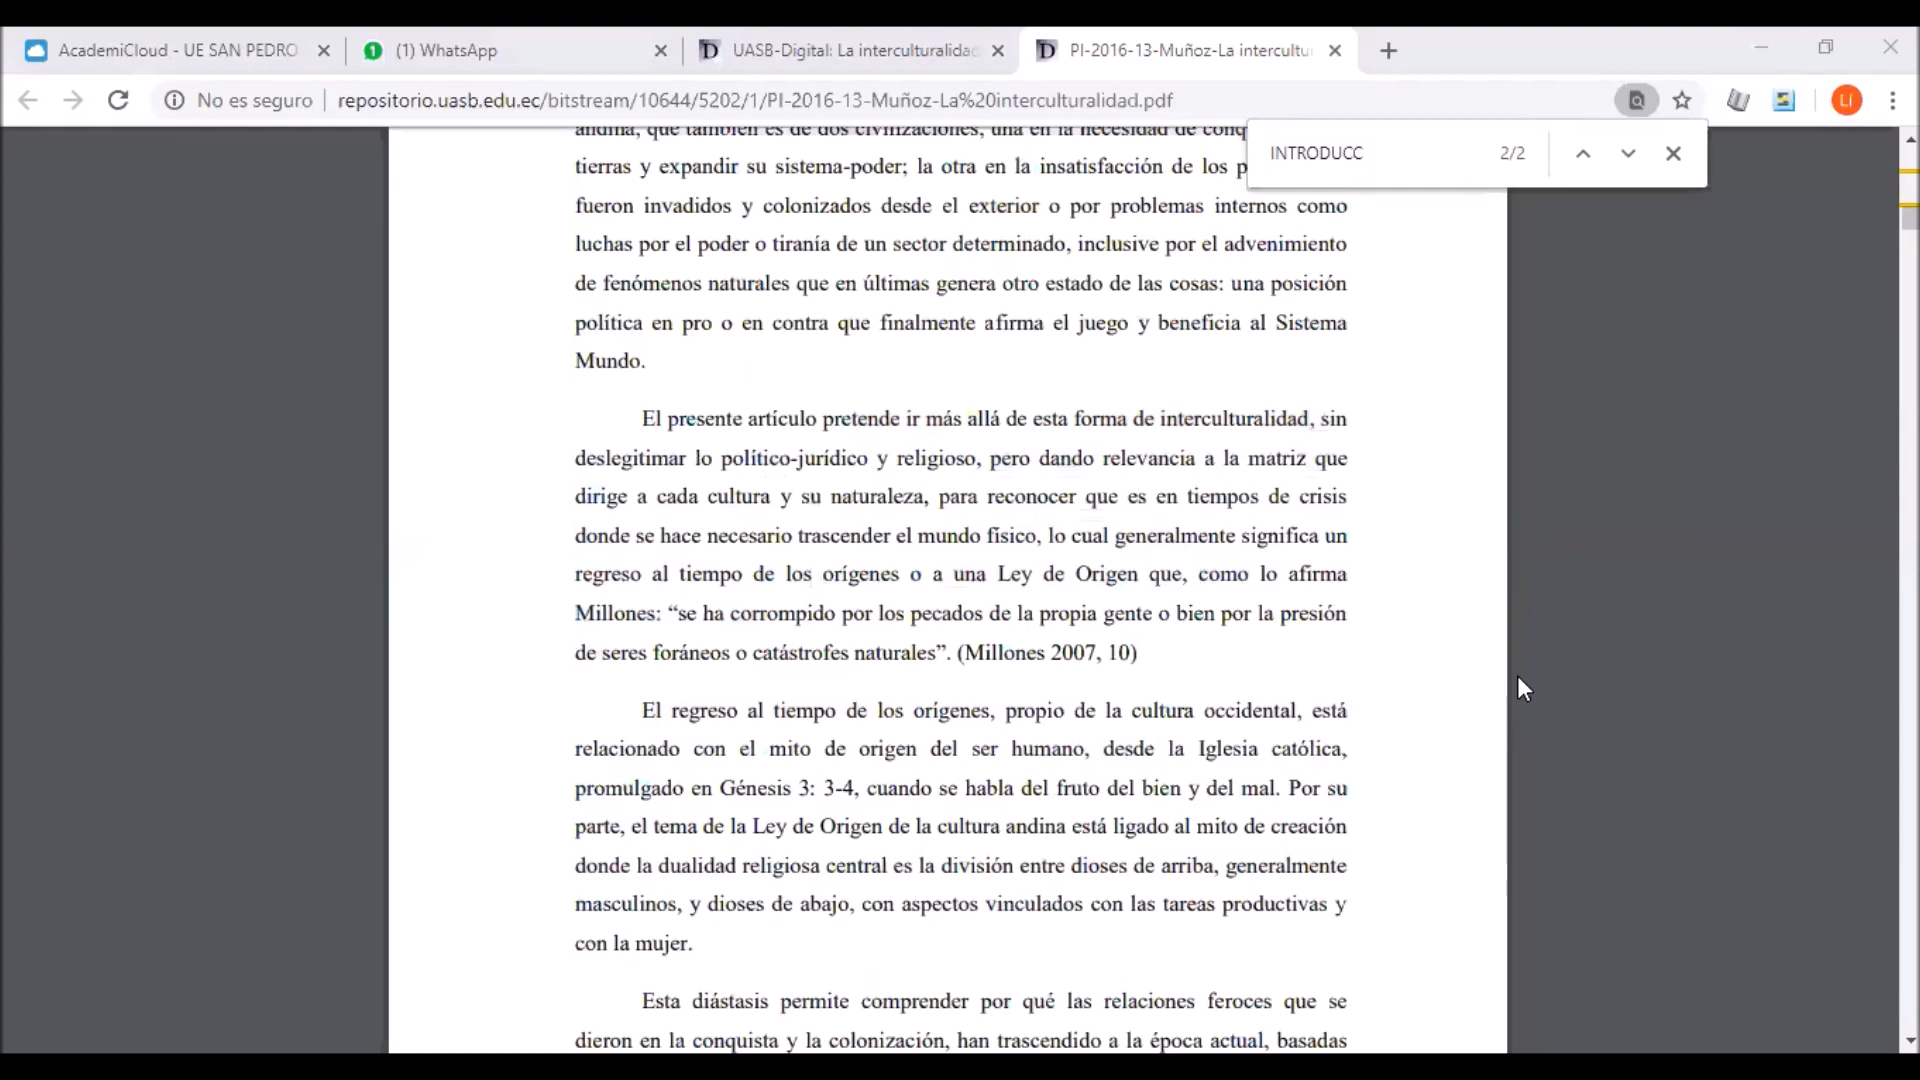 AcademiCloud - UE SAN PEDRO
1
(1) WhatsApp
UASB-Digital: La interculturalidad
PI-2016-13-Muñoz-La intercultu
No es seguro
repositorio.uasb.edu.ec/bitstream/10644/5202/1/PI-2016-13-Muñoz-La%20interculturalidad.pdf
LI
INTRODUCC
2/2
andina, que también es de dos civilizaciones, una en la necesidad de conq
tierras y expandir su sistema-poder; la otra en la insatisfacción de los p
fueron invadidos y colonizados desde el exterior o por problemas internos como
luchas por el poder o tiranía de un sector determinado, inclusive por el advenimiento
de fenómenos naturales que en últimas genera otro estado de las cosas: una posición
política en pro o en contra que finalmente afirma el juego y beneficia al Sistema
Mundo.
El presente artículo pretende ir más allá de esta forma de interculturalidad, sin
deslegitimar lo político-jurídico y religioso, pero dando relevancia a la matriz que
dirige a cada cultura y su naturaleza, para reconocer que es en tiempos de crisis
donde se hace necesario trascender el mundo físico, lo cual generalmente significa un
regreso al tiempo de los orígenes o a una Ley de Origen que, como lo afirma
Millones: “se ha corrompido por los pecados de la propia gente o bien por la presión
de seres foráneos o catástrofes naturales”. (Millones 2007, 10)
El regreso al tiempo de los orígenes, propio de la cultura occidental, está
relacionado con el mito de origen del ser humano, desde la Iglesia católica,
promulgado en Génesis 3: 3-4, cuando se habla del fruto del bien y del mal. Por su
parte, el tema de la Ley de Origen de la cultura andina está ligado al mito de creación
donde la dualidad religiosa central es la división entre dioses de arriba, generalmente
masculinos, y dioses de abajo, con aspectos vinculados con las tareas productivas y
con la mujer.
Esta diástasis permite comprender por qué las relaciones feroces que se
dieron en la conquista y la colonización, han trascendido a la época actual, basadas